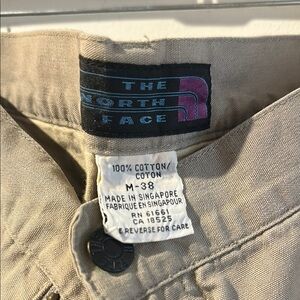 THE
NORTH
FACE
100% COTTON/
COTON
M-38
MADE IN SINGAPORE
FABRIQUE EN SINGAPOUR
RN 61661
CA 18525
& REVERSE FOR CARE